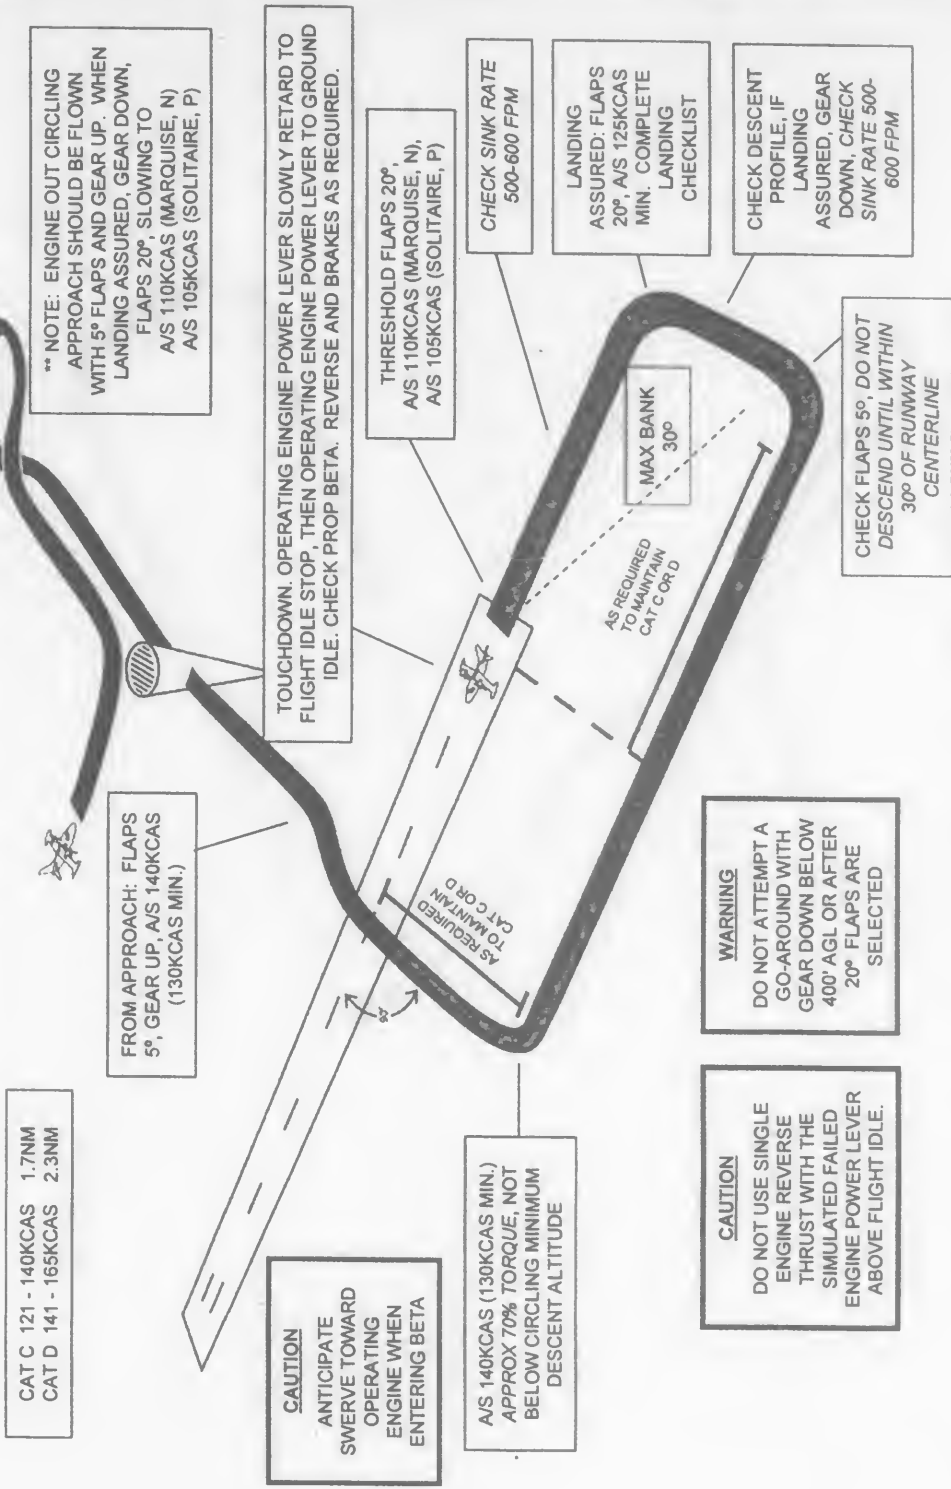 CAT C 121 - 140KCAS 1.7NM
CAT D 141 - 165KCAS 2.3NM
FROM APPROACH: FLAPS
5º, GEAR UP, A/S 140KCAS
(130KCAS MIN.)
** NOTE: ENGINE OUT CIRCLING
APPROACH SHOULD BE FLOWN
WITH 5º FLAPS AND GEAR UP. WHEN
LANDING ASSURED, GEAR DOWN,
FLAPS 20º, SLOWING TO
A/S 110KCAS (MARQUISE, N)
A/S 105KCAS (SOLITAIRE, P)
TOUCHDOWN. OPERATING EINGINE POWER LEVER SLOWLY RETARD TO
FLIGHT IDLE STOP, THEN OPERATING ENGINE POWER LEVER TO GROUND
IDLE. CHECK PROP BETA. REVERSE AND BRAKES AS REQUIRED.
THRESHOLD FLAPS 20º,
A/S 110KCAS (MARQUISE, N),
A/S 105KCAS (SOLITAIRE, P)
CHECK SINK RATE
500-600 FPM
LANDING
ASSURED: FLAPS
20º, A/S 125KCAS
MIN. COMPLETE
LANDING
CHECKLIST
CHECK DESCENT
PROFILE, IF
LANDING
ASSURED, GEAR
DOWN, CHECK
SINK RATE 500-
600 FPM
CHECK FLAPS 5º, DO NOT
DESCEND UNTIL WITHIN
30º OF RUNWAY
CENTERLINE
MAX BANK
30º
AS REQUIRED
TO MAINTAIN
CAT C OR D
AS REQUIRED
TO MAINTAIN
CAT C OR D
CAUTION
ANTICIPATE
SWERVE TOWARD
OPERATING
ENGINE WHEN
ENTERING BETA
A/S 140KCAS (130KCAS MIN.)
APPROX 70% TORQUE, NOT
BELOW CIRCLING MINIMUM
DESCENT ALTITUDE
CAUTION
DO NOT USE SINGLE
ENGINE REVERSE
THRUST WITH THE
SIMULATED FAILED
ENGINE POWER LEVER
ABOVE FLIGHT IDLE.
WARNING
DO NOT ATTEMPT A
GO-AROUND WITH
GEAR DOWN BELOW
400' AGL OR AFTER
20º FLAPS ARE
SELECTED